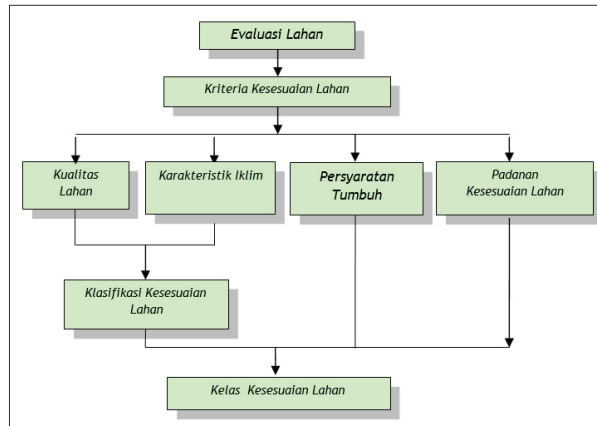 Evaluasi Lahan
Kriteria Kesesuaian Lahan
Kualitas
Lahan
Karakteristik Iklim
Persyaratan
Tumbuh
Padanan
Kesesuaian Lahan
Klasifikasi Kesesuaian
Lahan
Kelas Kesesuaian Lahan